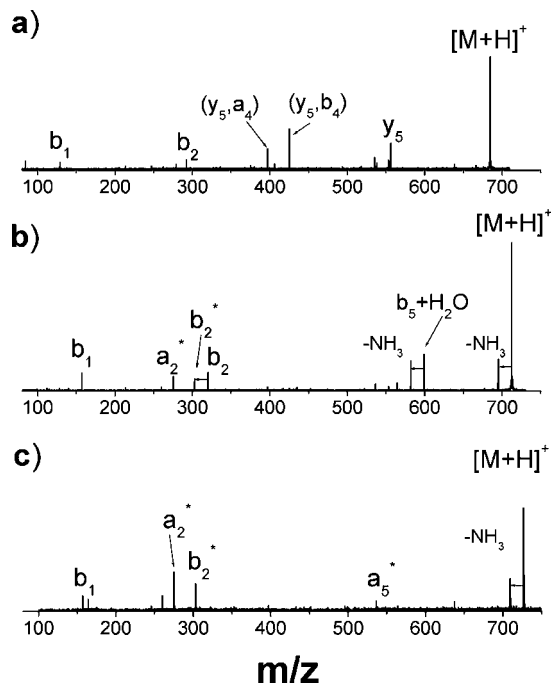 a)
[M+H]⁺
(y₅,a₄)
(y₅,b₄)
b₁
b₂
y₅
100 200 300 400 500 600 700
b)
[M+H]⁺
b₅+H₂O
b₂*
-NH₃
-NH₃
b₁
a₂*
b₂
100 200 300 400 500 600 700
c)
[M+H]⁺
a₂*
-NH₃
b₁
b₂*
a₅*
100 200 300 400 500 600 700
m/z